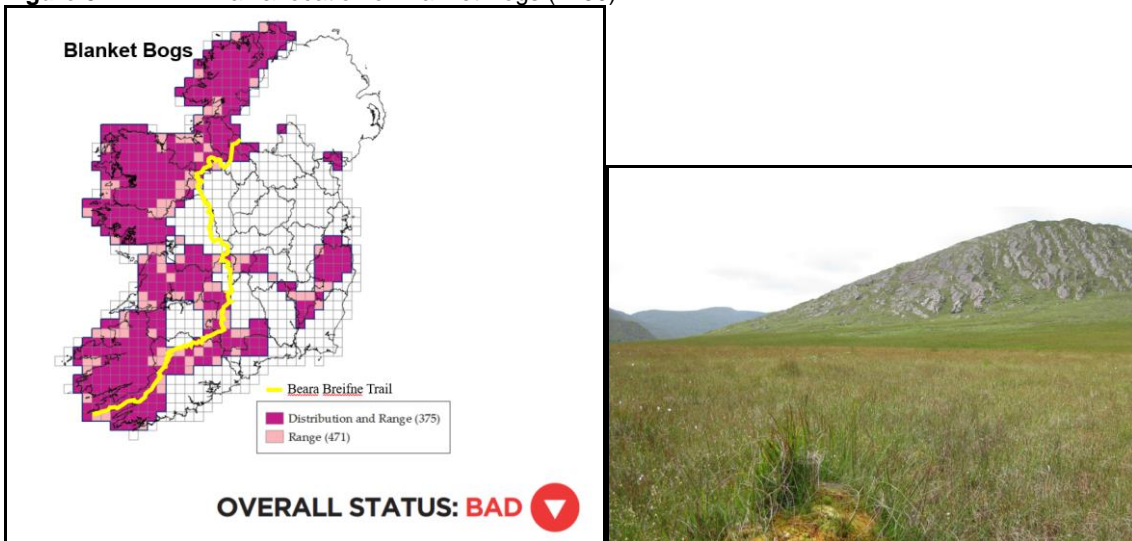 Blanket Bogs
Beara Breifne Trail
Distribution and Range (375)
Range (471)
OVERALL STATUS: BAD